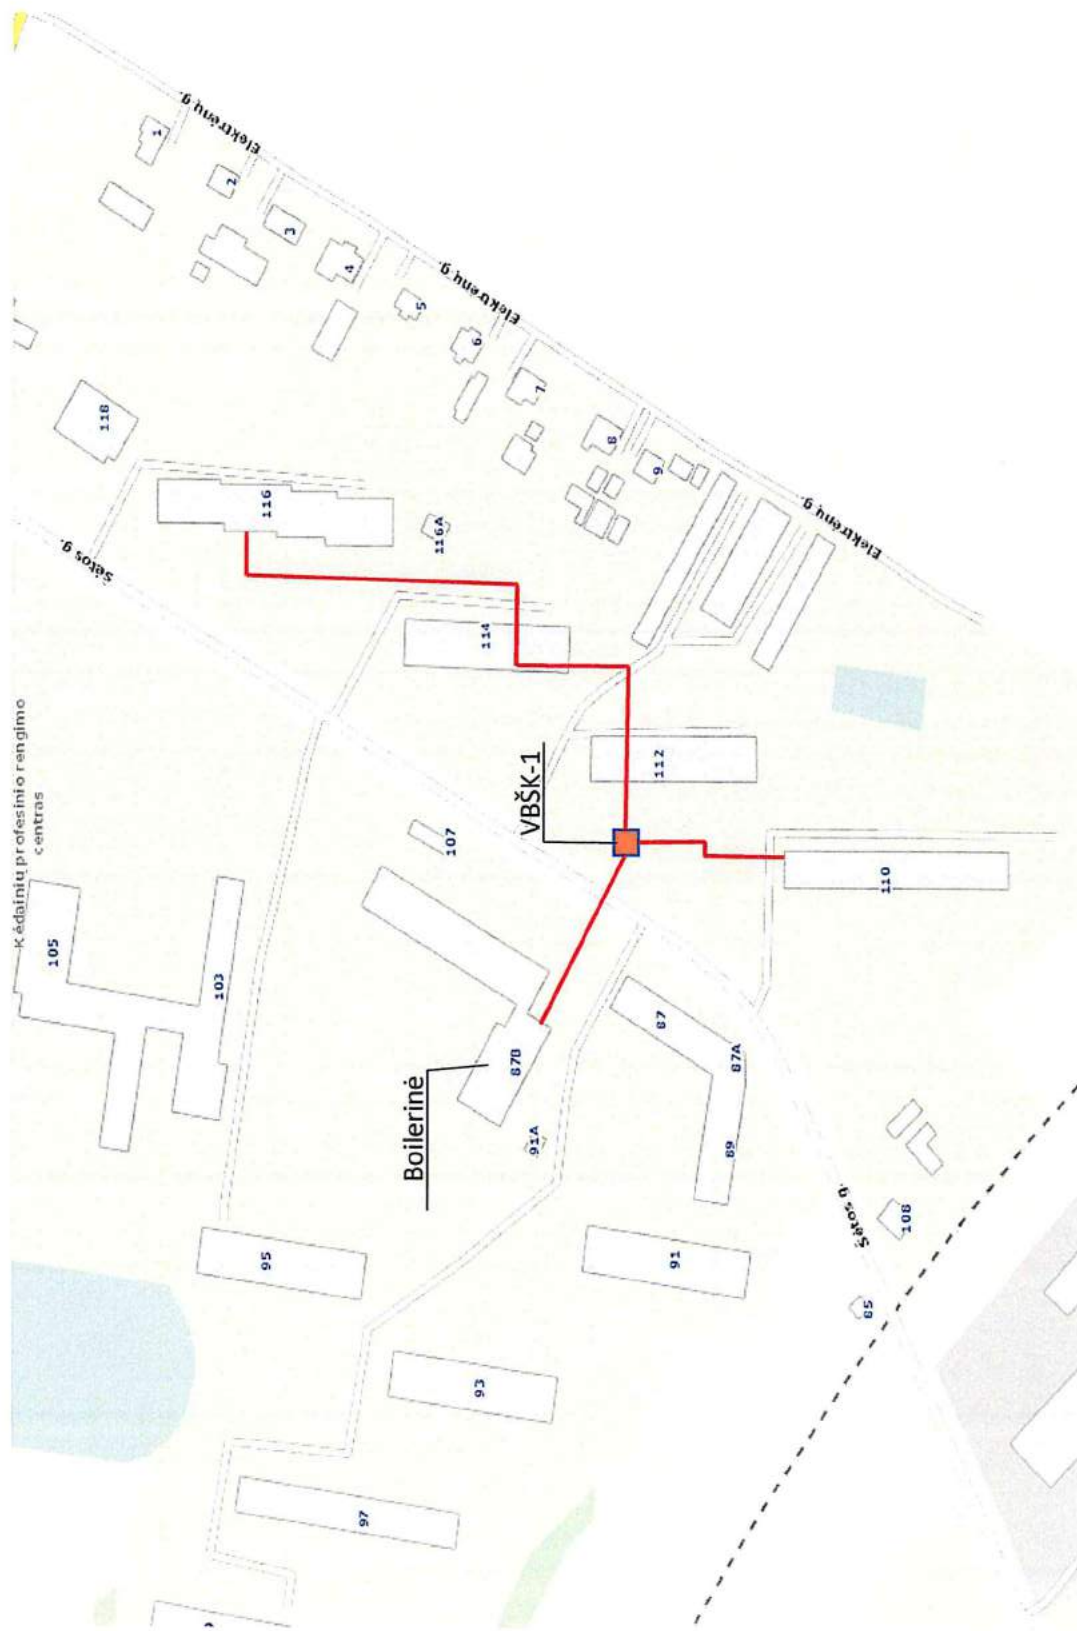 Elektrėnų g.
1
2
3
4
5
6
7
8
9
Elektrėnų g.
Elektrėnų g.
118
116
116A
Šėtos g.
114
112
VBŠK-1
110
Kėdainių profesinio rengimo
centras
105
103
107
87B
Boilerinė
91A
87
87A
89
91
95
93
97
Šėtos g.
108
85